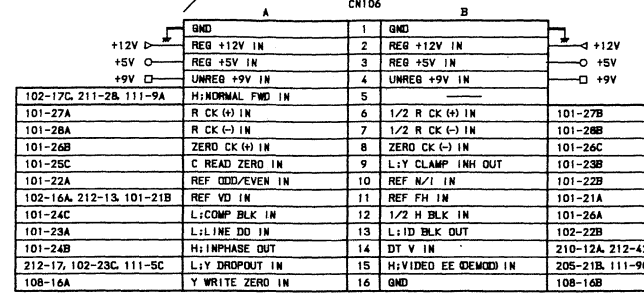 CN106
A B
GND 1 GND
+12V REG +12V IN 2 REG +12V IN +12V
+5V REG +5V IN 3 REG +5V IN +5V
+9V UNREG +9V IN 4 UNREG +9V IN +9V
102-17C, 211-28, 111-9A H:NORMAL FWD IN 5
101-27A R CK (+) IN 6 1/2 R CK (+) IN 101-27B
101-28A R CK (-) IN 7 1/2 R CK (-) IN 101-28B
101-26B ZERO CK (+) IN 8 ZERO CK (-) IN 101-26C
101-25C C READ ZERO IN 9 L:Y CLAMP INH OUT 101-23B
101-22A REF ODD/EVEN IN 10 REF N/I IN 101-22B
102-16A, 212-13, 101-21B REF VD IN 11 REF FH IN 101-21A
101-24C L:COMP BLK IN 12 1/2 H BLK IN 101-26A
101-23A L:LINE DO IN 13 L:ID BLK OUT 102-22B
101-24B H:INPHASE OUT 14 DT V IN 210-12A, 212-4
212-17, 102-23C, 111-5C L:Y DROPOUT IN 15 H:VIDEO EE (DEMOD) IN 205-21B, 111-9
108-16A Y WRITE ZERO IN 16 GND 108-16B